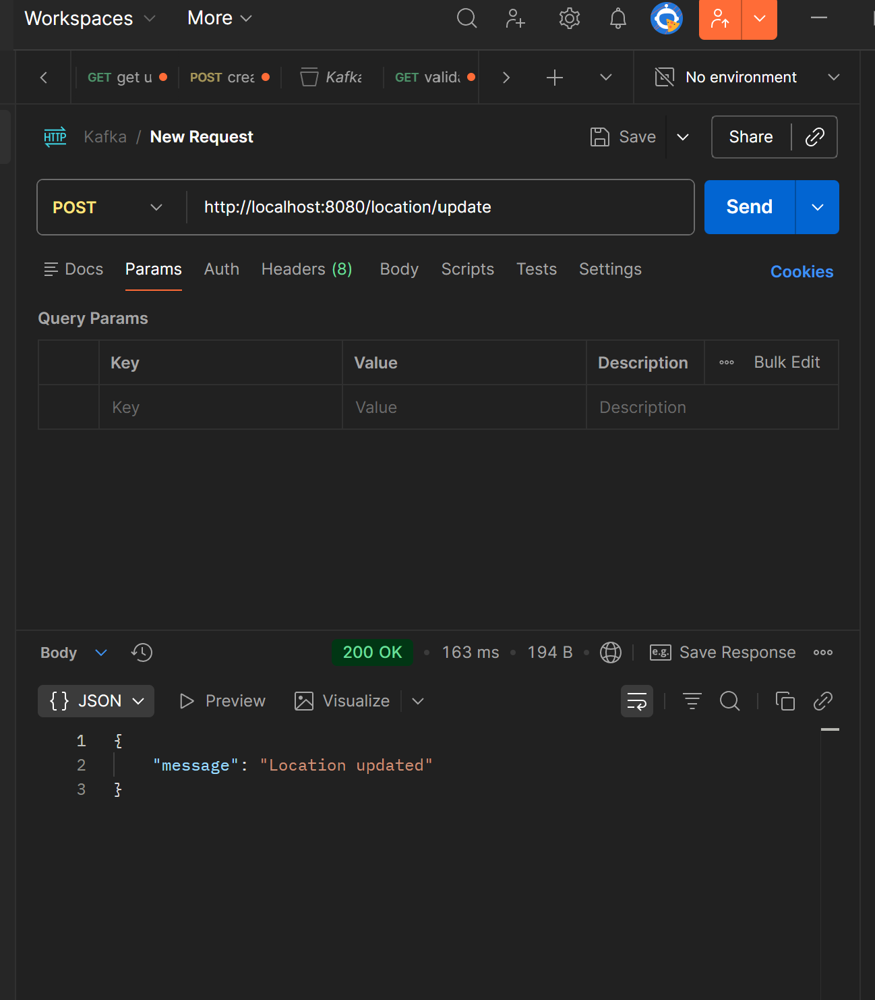 Workspaces More
GET get u POST crea Kafka GET valida No environment
HTTP Kafka / New Request Save Share
POST http://localhost:8080/location/update Send
Docs Params Auth Headers (8) Body Scripts Tests Settings Cookies
Query Params
Key Value Description Bulk Edit
Key Value Description
Body 200 OK • 163 ms • 194 B • e.g. Save Response
{ } JSON Preview Visualize
1 {
2 "message": "Location updated"
3 }